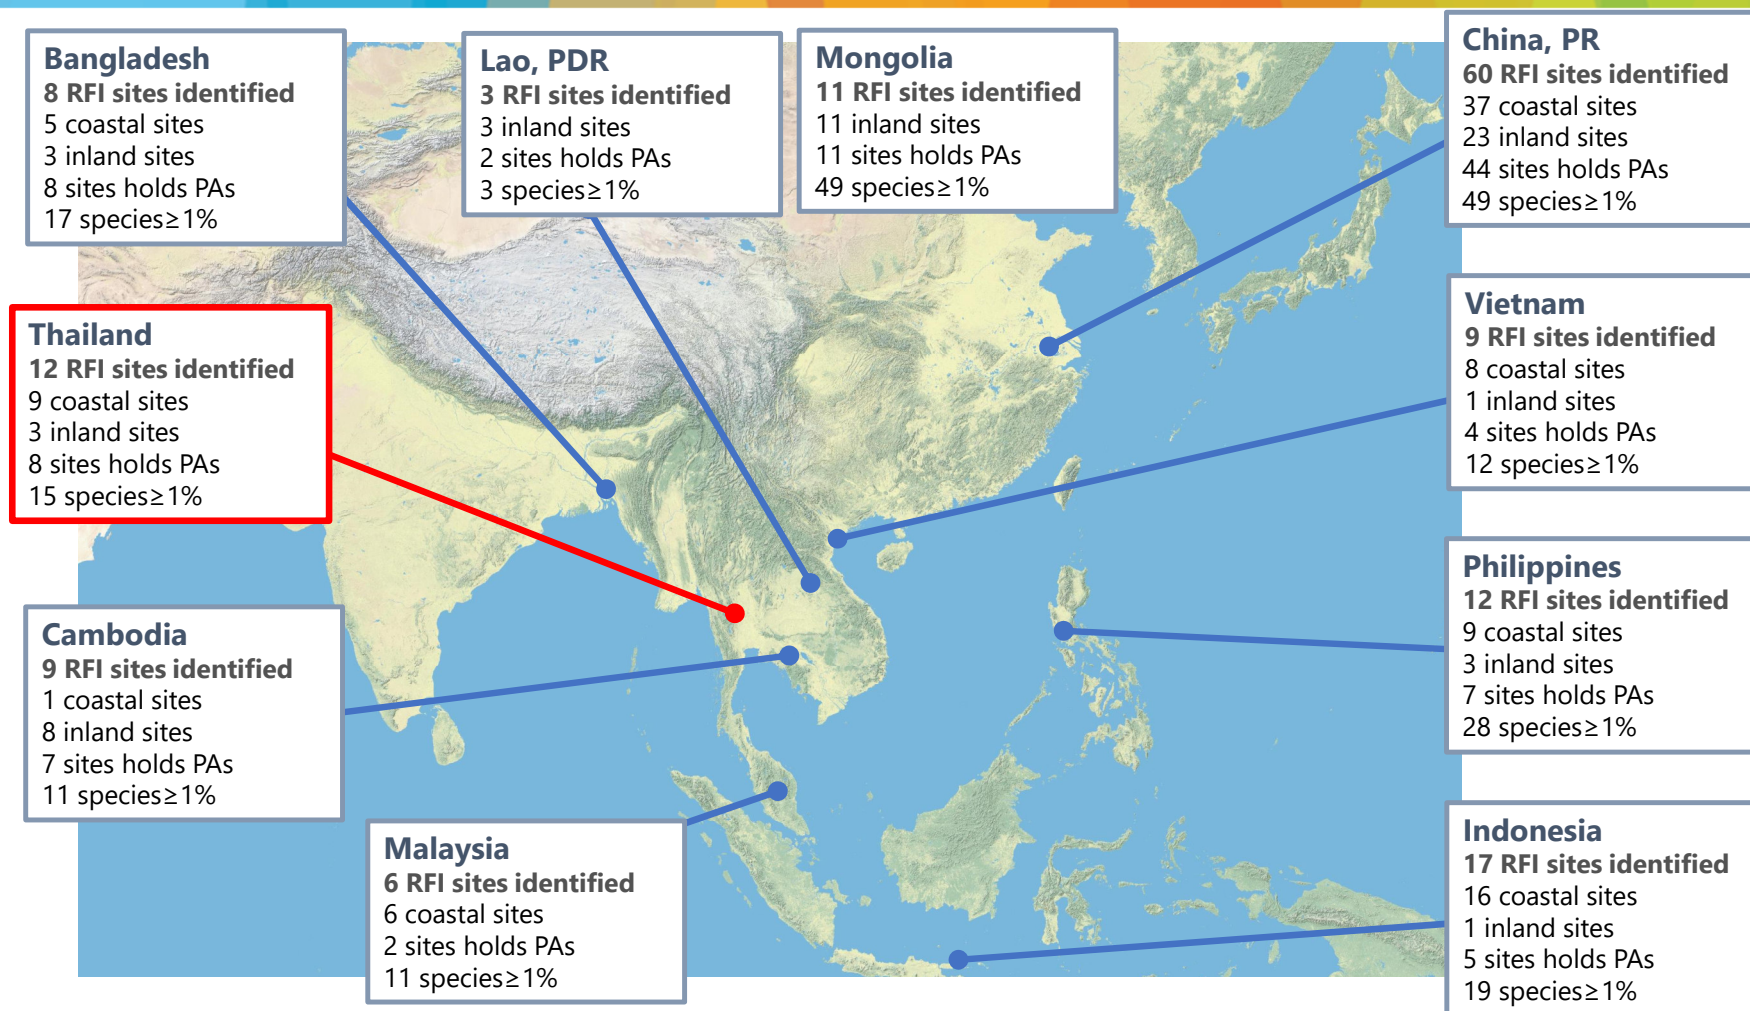 Bangladesh
8 RFI sites identified
5 coastal sites
3 inland sites
8 sites holds PAs
17 species≥1%
Lao, PDR
3 RFI sites identified
3 inland sites
2 sites holds PAs
3 species≥1%
Mongolia
11 RFI sites identified
11 inland sites
11 sites holds PAs
49 species≥1%
China, PR
60 RFI sites identified
37 coastal sites
23 inland sites
44 sites holds PAs
49 species≥1%
Thailand
12 RFI sites identified
9 coastal sites
3 inland sites
8 sites holds PAs
15 species≥1%
Vietnam
9 RFI sites identified
8 coastal sites
1 inland sites
4 sites holds PAs
12 species≥1%
Cambodia
9 RFI sites identified
1 coastal sites
8 inland sites
7 sites holds PAs
11 species≥1%
Philippines
12 RFI sites identified
9 coastal sites
3 inland sites
7 sites holds PAs
28 species≥1%
Malaysia
6 RFI sites identified
6 coastal sites
2 sites holds PAs
11 species≥1%
Indonesia
17 RFI sites identified
16 coastal sites
1 inland sites
5 sites holds PAs
19 species≥1%